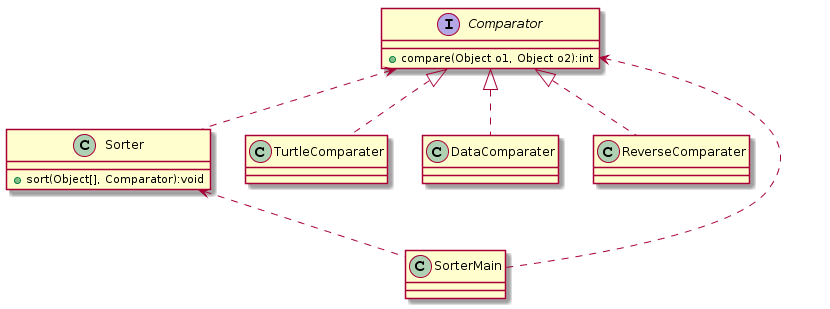 I Comparator
compare(Object o1, Object o2):int
C Sorter
sort(Object[], Comparator):void
C TurtleComparater
C DataComparater
C ReverseComparater
C SorterMain